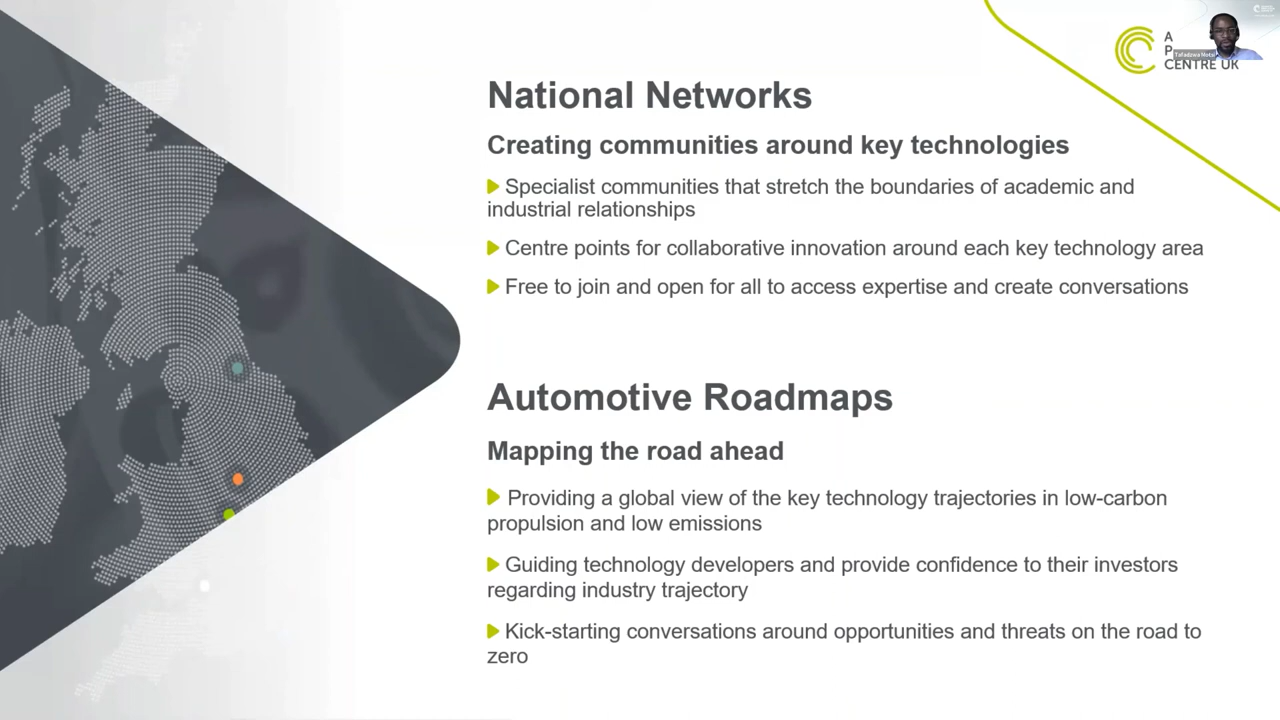 A
P
CENTRE UK
National Networks
Creating communities around key technologies
Specialist communities that stretch the boundaries of academic and
industrial relationships
Centre points for collaborative innovation around each key technology area
Free to join and open for all to access expertise and create conversations
Automotive Roadmaps
Mapping the road ahead
Providing a global view of the key technology trajectories in low-carbon
propulsion and low emissions
Guiding technology developers and provide confidence to their investors
regarding industry trajectory
Kick-starting conversations around opportunities and threats on the road to
zero